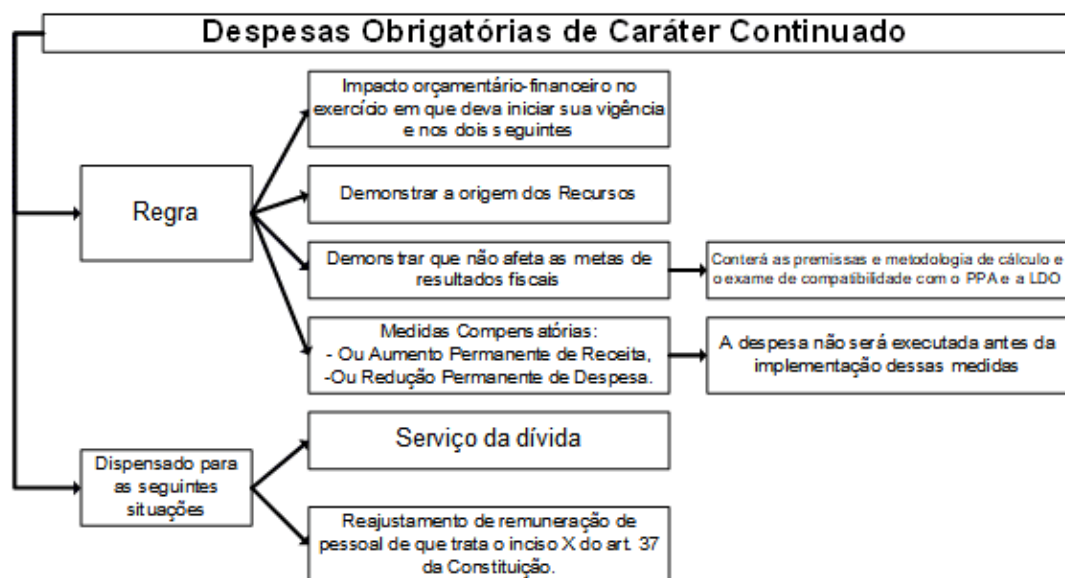 Despesas Obrigatórias de Caráter Continuado
Impacto orçamentário-financeiro no
exercício em que deva iniciar sua vigência
e nos dois seguintes
Regra
Demonstrar a origem dos Recursos
Demonstrar que não afeta as metas de
resultados fiscais
Conterá as premissas e metodologia de cálculo e
o exame de compatibilidade com o PPA e a LDO
Medidas Compensatórias:
- Ou Aumento Permanente de Receita,
-Ou Redução Permanente de Despesa.
A despesa não será executada antes da
implementação dessas medidas
Dispensado para
as seguintes
situações
Serviço da dívida
Reajustamento de remuneração de
pessoal de que trata o inciso X do art. 37
da Constituição.